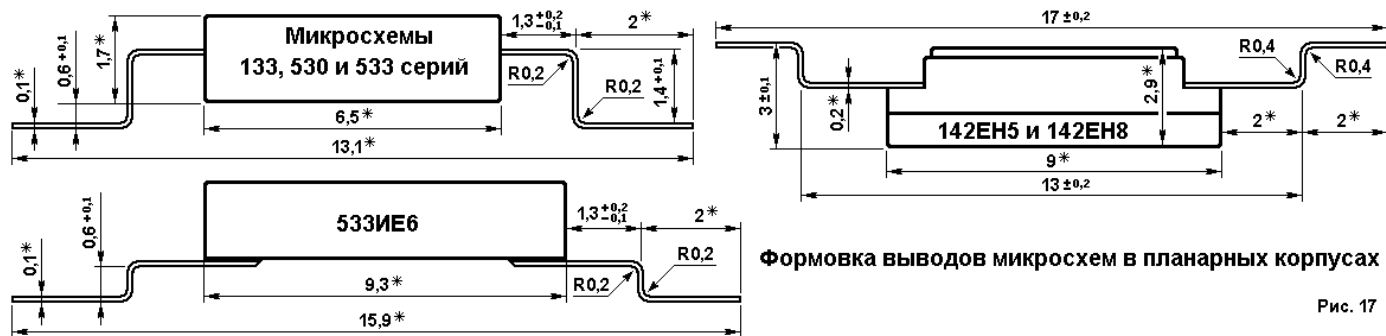 Микросхемы
133, 530 и 533 серий
1,7*
0,6 +0,1
0,1*
1,3 +0,2 −0,1
2*
R0,2
R0,2
1,4 +0,1
6,5*
13,1*
533ИЕ6
0,6 +0,1
0,1*
1,3 +0,2 −0,1
2*
R0,2
R0,2
9,3*
15,9*
17 ±0,2
R0,4
R0,4
3 ±0,1
0,2*
2,9*
142ЕН5 и 142ЕН8
2*
2*
9*
13 ±0,2
Формовка выводов микросхем в планарных корпусах
Рис. 17